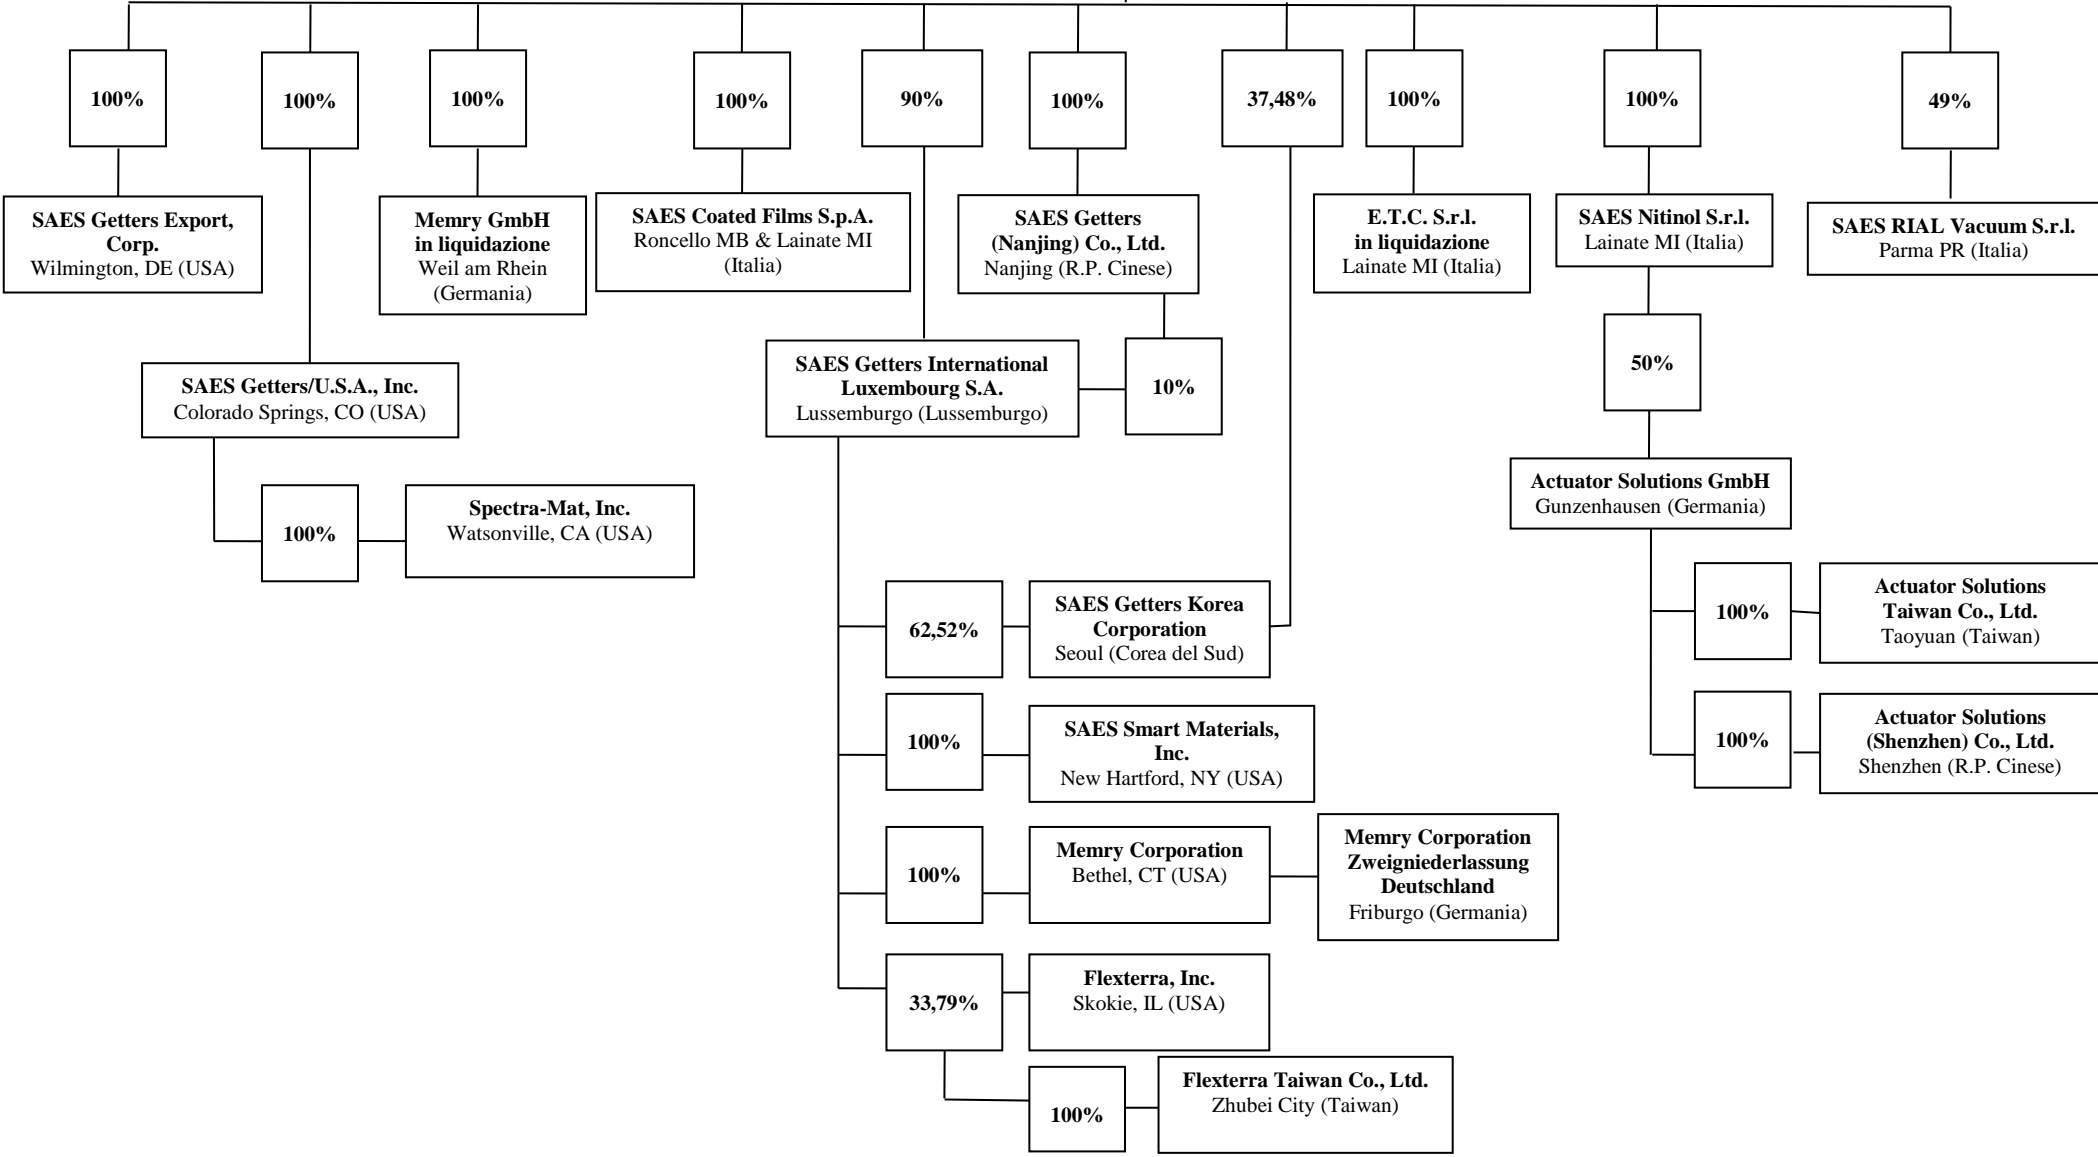 100%
100%
100%
100%
90%
100%
37,48%
100%
100%
49%
SAES Getters Export,
Corp.
Wilmington, DE (USA)
Memry GmbH
in liquidazione
Weil am Rhein
(Germania)
SAES Coated Films S.p.A.
Roncello MB & Lainate MI
(Italia)
SAES Getters
(Nanjing) Co., Ltd.
Nanjing (R.P. Cinese)
E.T.C. S.r.l.
in liquidazione
Lainate MI (Italia)
SAES Nitinol S.r.l.
Lainate MI (Italia)
SAES RIAL Vacuum S.r.l.
Parma PR (Italia)
SAES Getters/U.S.A., Inc.
Colorado Springs, CO (USA)
SAES Getters International
Luxembourg S.A.
Lussemburgo (Lussemburgo)
10%
50%
Actuator Solutions GmbH
Gunzenhausen (Germania)
100%
Spectra-Mat, Inc.
Watsonville, CA (USA)
62,52%
SAES Getters Korea
Corporation
Seoul (Corea del Sud)
100%
Actuator Solutions
Taiwan Co., Ltd.
Taoyuan (Taiwan)
100%
SAES Smart Materials,
Inc.
New Hartford, NY (USA)
100%
Actuator Solutions
(Shenzhen) Co., Ltd.
Shenzhen (R.P. Cinese)
100%
Memry Corporation
Bethel, CT (USA)
Memry Corporation
Zweigniederlassung
Deutschland
Friburgo (Germania)
33,79%
Flexterra, Inc.
Skokie, IL (USA)
100%
Flexterra Taiwan Co., Ltd.
Zhubei City (Taiwan)